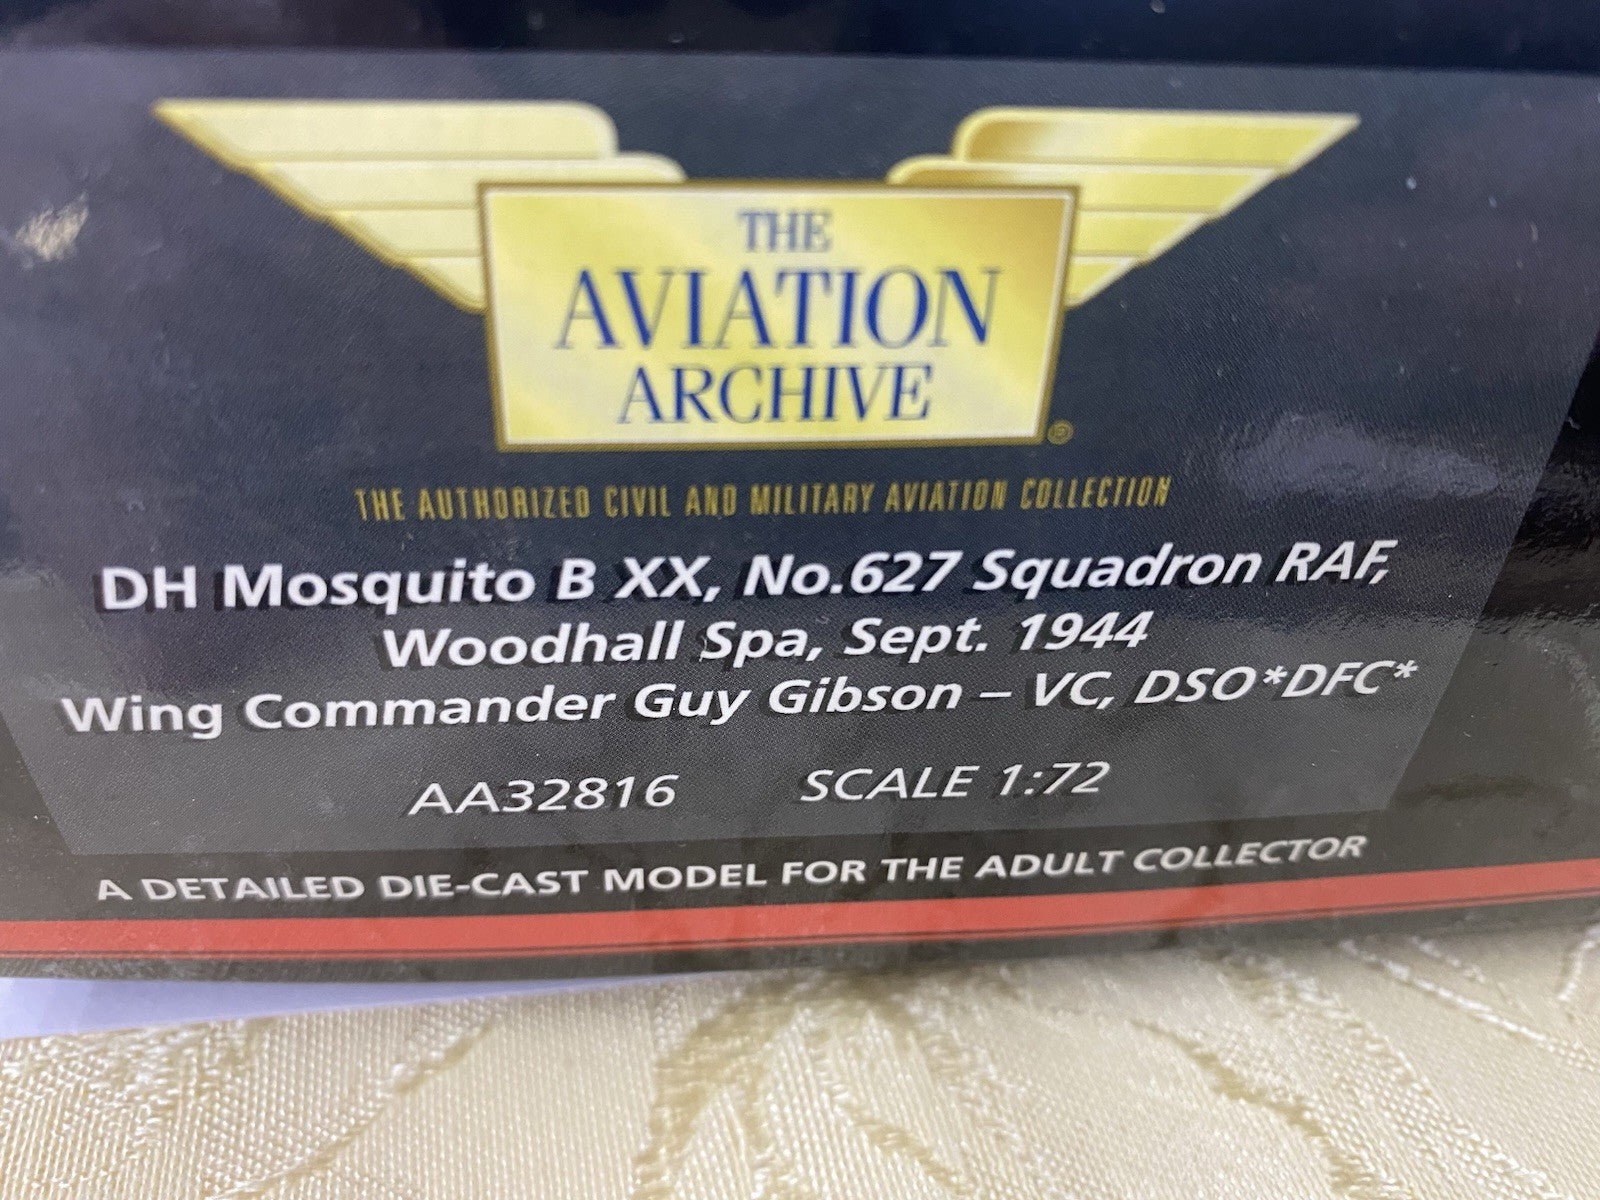 THE
AVIATION
ARCHIVE
®
THE AUTHORIZED CIVIL AND MILITARY AVIATION COLLECTION
DH Mosquito B XX, No.627 Squadron RAF,
Woodhall Spa, Sept. 1944
Wing Commander Guy Gibson – VC, DSO*DFC*
AA32816 SCALE 1:72
A DETAILED DIE-CAST MODEL FOR THE ADULT COLLECTOR